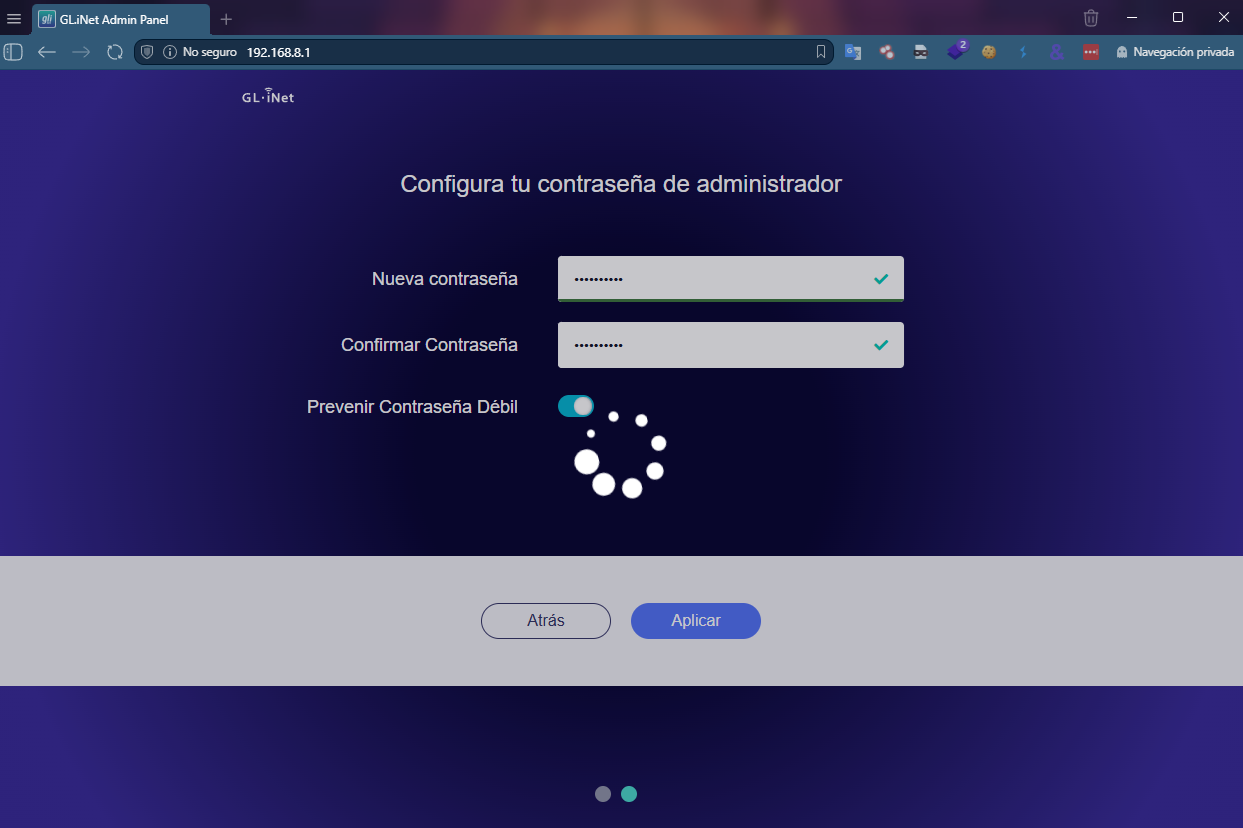 gli GL.iNet Admin Panel
No seguro 192.168.8.1
2
Navegación privada
GL·iNet
Configura tu contraseña de administrador
Nueva contraseña ••••••••••
Confirmar Contraseña ••••••••••
Prevenir Contraseña Débil
Atrás
Aplicar